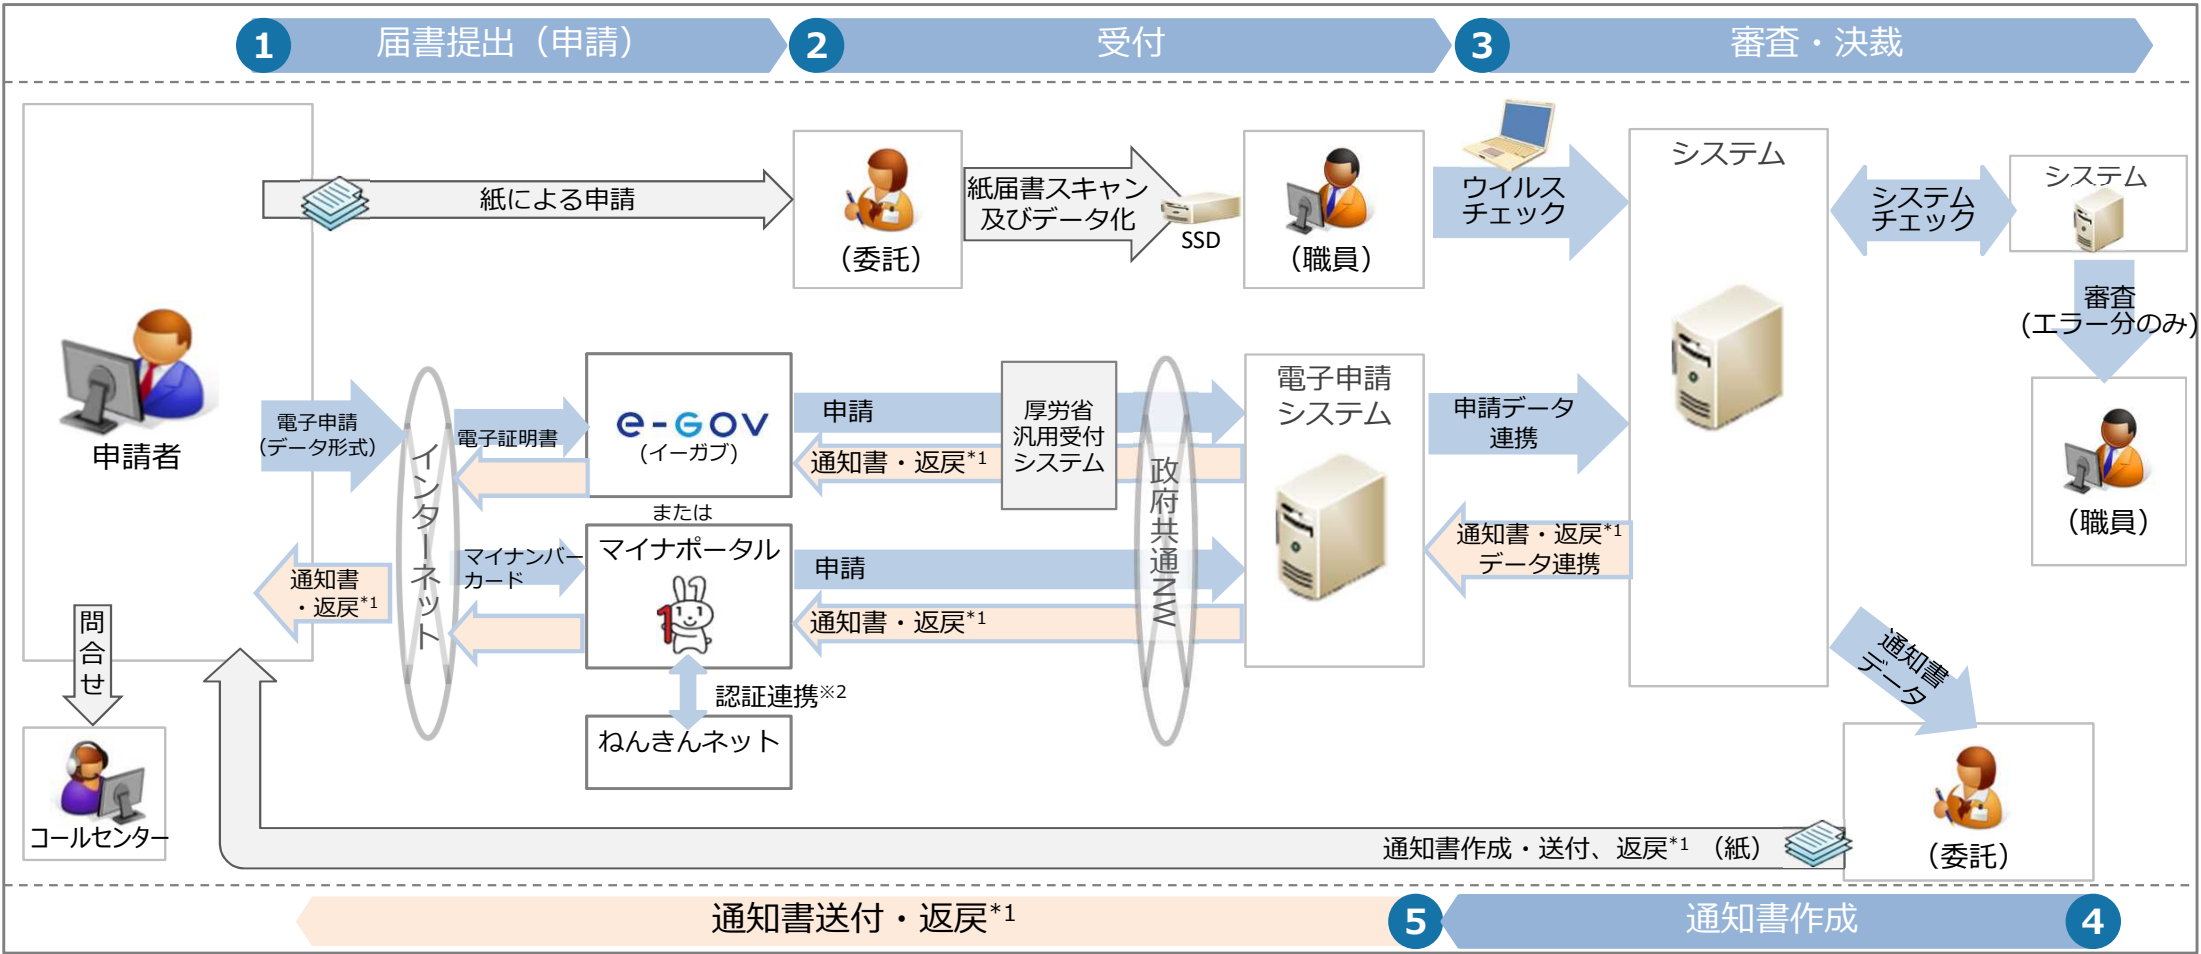 1
届書提出（申請）
2
受付
3
審査・決裁
申請者
紙による申請
（委託）
紙届書スキャン
及びデータ化
SSD
（職員）
ウイルス
チェック
システム
システム
チェック
システム
審査
(エラー分のみ)
（職員）
電子申請
（データ形式）
インターネット
電子証明書
e-GOV
（イーガブ）
申請
通知書・返戻*1
厚労省
汎用受付
システム
政府共通NW
電子申請
システム
申請データ
連携
通知書・返戻*1
データ連携
または
マイナンバー
カード
マイナポータル
1
申請
通知書・返戻*1
通知書
・返戻*1
認証連携※2
ねんきんネット
問合せ
コールセンター
通知書
データ
（委託）
通知書作成・送付、返戻*1 （紙）
通知書送付・返戻*1
5
通知書作成
4